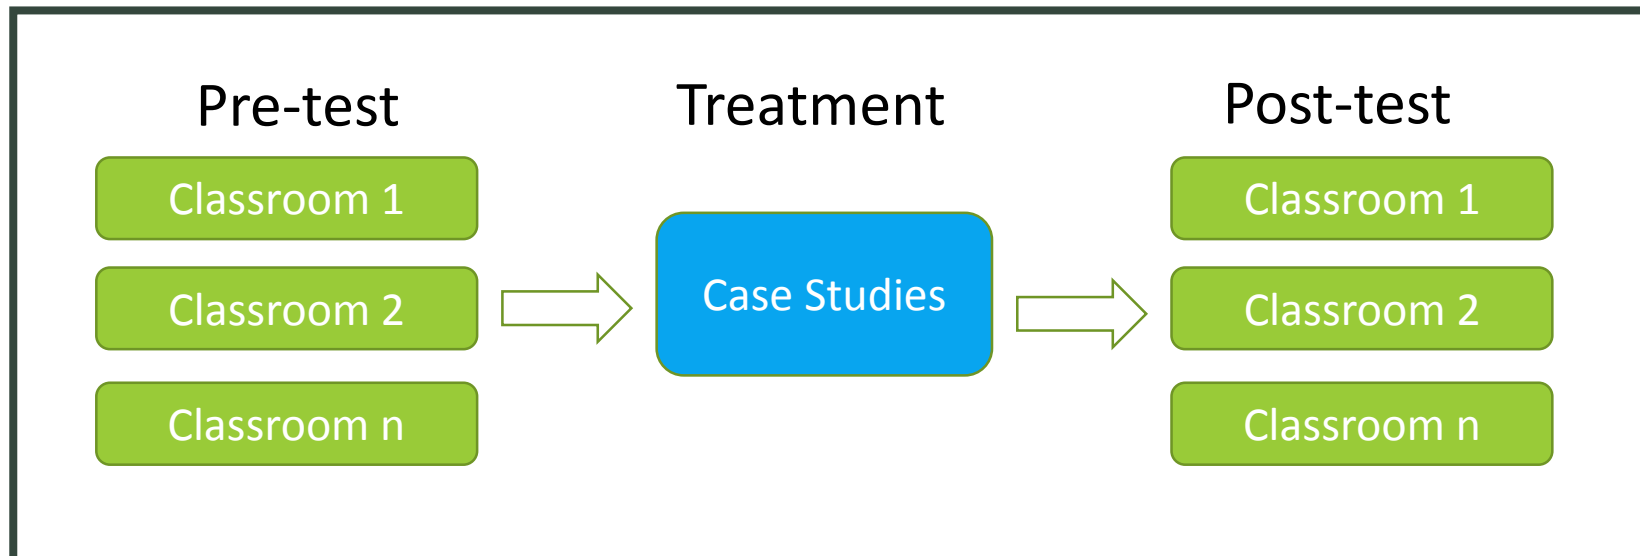 Pre-test
Treatment
Post-test
Classroom 1
Classroom 2
Classroom n
Case Studies
Classroom 1
Classroom 2
Classroom n